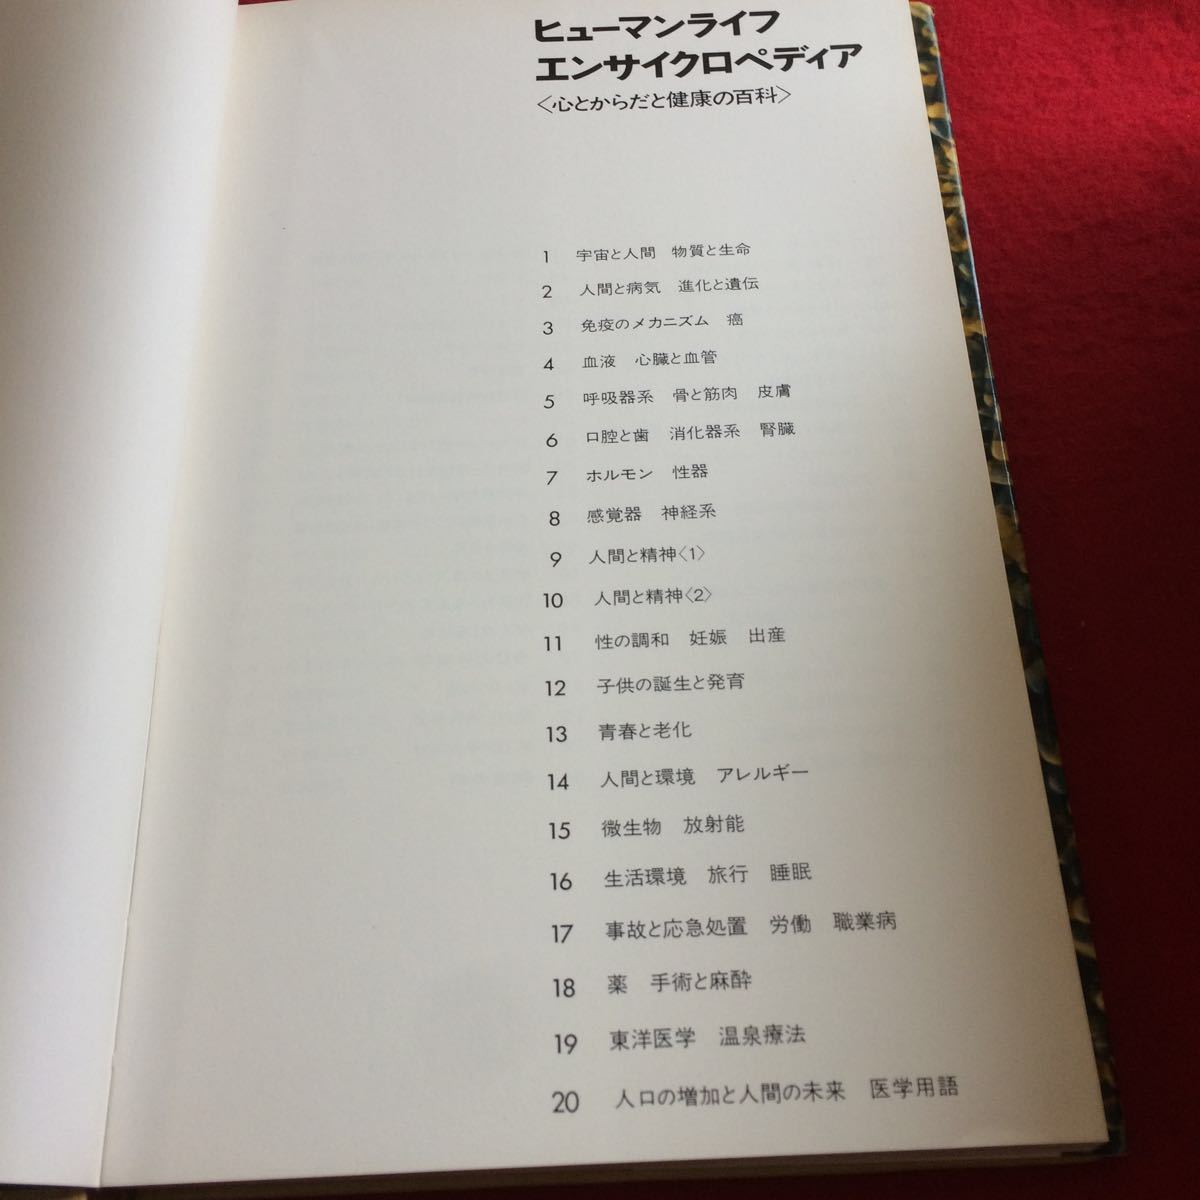 ヒューマンライフ
エンサイクロペディア
〈心とからだと健康の百科〉
1 宇宙と人間 物質と生命
2 人間と病気 進化と遺伝
3 免疫のメカニズム 癌
4 血液 心臓と血管
5 呼吸器系 骨と筋肉 皮膚
6 口腔と歯 消化器系 腎臓
7 ホルモン 性器
8 感覚器 神経系
9 人間と精神〈1〉
10 人間と精神〈2〉
11 性の調和 妊娠 出産
12 子供の誕生と発育
13 青春と老化
14 人間と環境 アレルギー
15 微生物 放射能
16 生活環境 旅行 睡眠
17 事故と応急処置 労働 職業病
18 薬 手術と麻酔
19 東洋医学 温泉療法
20 人口の増加と人間の未来 医学用語